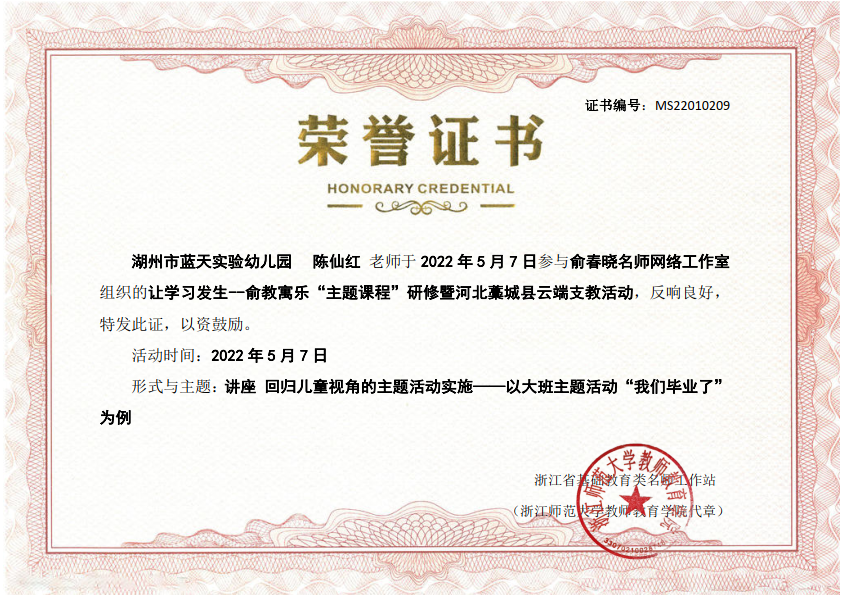 证书编号：MS22010209
荣誉证书
HONORARY CREDENTIAL
湖州市蓝天实验幼儿园 陈仙红 老师于 2022 年 5 月 7 日参与俞春晓名师网络工作室
组织的让学习发生--俞教寓乐“主题课程”研修暨河北藁城县云端支教活动，反响良好，
特发此证，以资鼓励。
活动时间：2022 年 5 月 7 日
形式与主题：讲座 回归儿童视角的主题活动实施——以大班主题活动“我们毕业了”
为例
浙江省基础教育类名师工作站
（浙江师范大学教师教育学院代章）
浙江师范大学教师教育学院